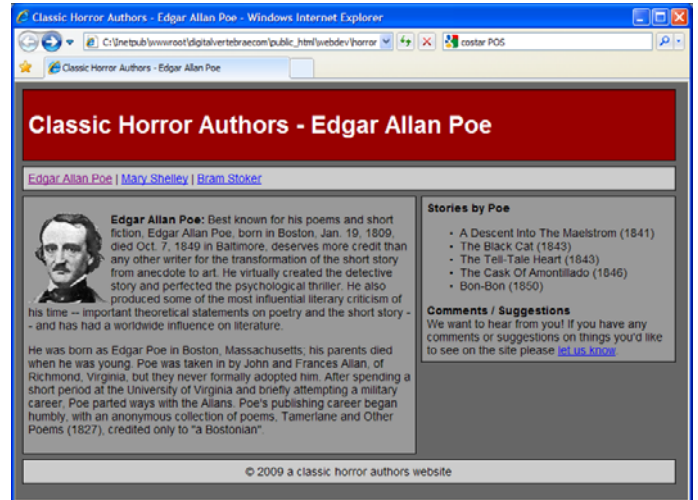 Classic Horror Authors - Edgar Allan Poe - Windows Internet Explorer
C:\Inetpub\wwwroot\digitalvertebraecom\public_html\webdev\horror
costar POS
Classic Horror Authors - Edgar Allan Poe
Classic Horror Authors - Edgar Allan Poe
Edgar Allan Poe | Mary Shelley | Bram Stoker
Edgar Allan Poe: Best known for his poems and short
fiction, Edgar Allan Poe, born in Boston, Jan. 19, 1809,
died Oct. 7, 1849 in Baltimore, deserves more credit than
any other writer for the transformation of the short story
from anecdote to art. He virtually created the detective
story and perfected the psychological thriller. He also
produced some of the most influential literary criticism of
his time -- important theoretical statements on poetry and the short story -
- and has had a worldwide influence on literature.
He was born as Edgar Poe in Boston, Massachusetts; his parents died
when he was young. Poe was taken in by John and Frances Allan, of
Richmond, Virginia, but they never formally adopted him. After spending a
short period at the University of Virginia and briefly attempting a military
career, Poe parted ways with the Allans. Poe's publishing career began
humbly, with an anonymous collection of poems, Tamerlane and Other
Poems (1827), credited only to "a Bostonian".
Stories by Poe
• A Descent Into The Maelstrom (1841)
• The Black Cat (1843)
• The Tell-Tale Heart (1843)
• The Cask Of Amontillado (1846)
• Bon-Bon (1850)
Comments / Suggestions
We want to hear from you! If you have any
comments or suggestions on things you'd like
to see on the site please let us know.
© 2009 a classic horror authors website